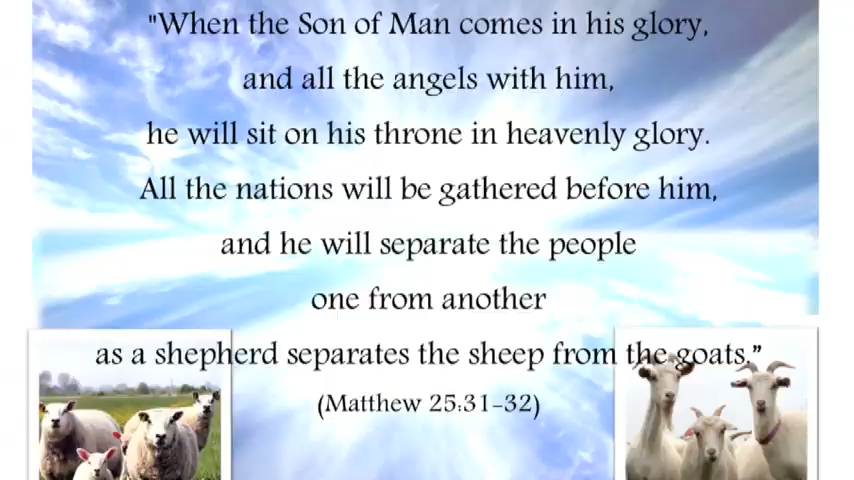 "When the Son of Man comes in his glory,
and all the angels with him,
he will sit on his throne in heavenly glory.
All the nations will be gathered before him,
and he will separate the people
one from another
as a shepherd separates the sheep from the goats.”
(Matthew 25:31-32)